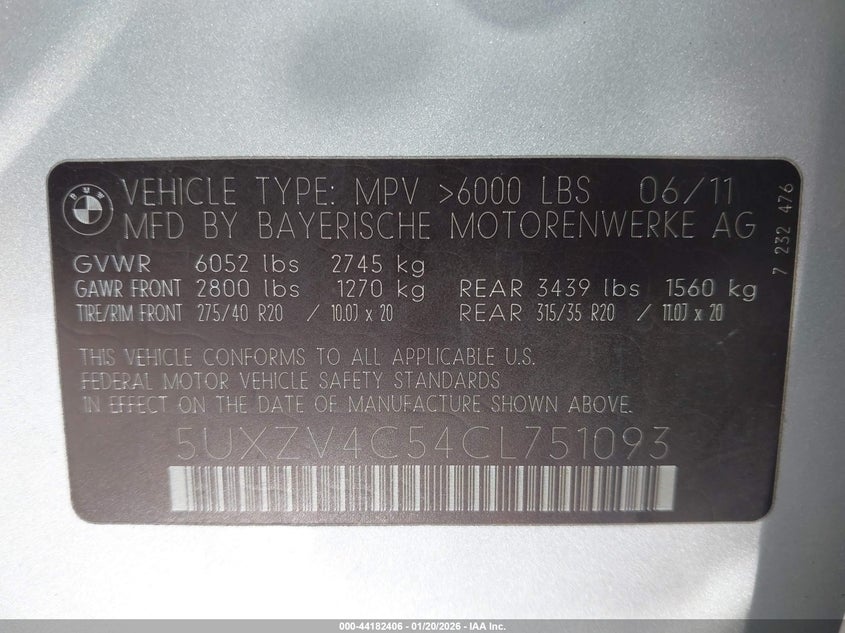 BMW
VEHICLE TYPE: MPV >6000 LBS 06/11
MFD BY BAYERISCHE MOTORENWERKE AG
GVWR 6052 lbs 2745 kg
GAWR FRONT 2800 lbs 1270 kg REAR 3439 lbs 1560 kg
TIRE/RIM FRONT 275/40 R20 / 10.0J x 20 REAR 315/35 R20 / 11.0J x 20
THIS VEHICLE CONFORMS TO ALL APPLICABLE U.S.
FEDERAL MOTOR VEHICLE SAFETY STANDARDS
IN EFFECT ON THE DATE OF MANUFACTURE SHOWN ABOVE.
5UXZV4C54CL751093
7 232 476
000-44182406 - 01/20/2026 - IAA Inc.